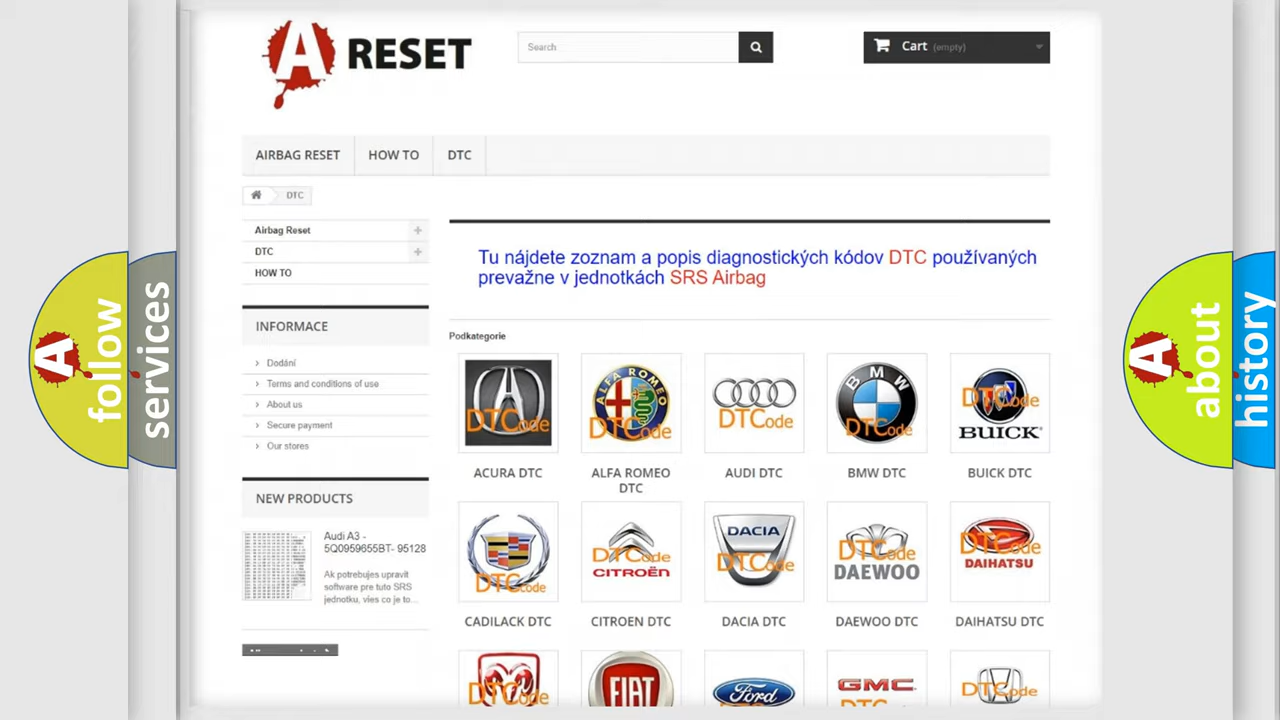 A RESET
Search
Cart (empty)
AIRBAG RESET
HOW TO
DTC
DTC
Airbag Reset
DTC
HOW TO
Tu nájdete zoznam a popis diagnostických kódov DTC používaných
prevažne v jednotkách SRS Airbag
INFORMACE
Dodání
Terms and conditions of use
About us
Secure payment
Our stores
Podkategorie
DTCode
ALFA ROMEO
DTCode
DTCode
BMW
DTCode
DTCode
BUICK
ACURA DTC
ALFA ROMEO
DTC
AUDI DTC
BMW DTC
BUICK DTC
NEW PRODUCTS
Audi A3 -
5Q0959655BT- 95128
Ak potrebujes upravit
software pre tuto SRS
jednotku, vies co je to...
DTCode
DTCode
CITROËN
DACIA
DTCode
DTCode
DAEWOO
DTCode
DAIHATSU
CADILACK DTC
CITROEN DTC
DACIA DTC
DAEWOO DTC
DAIHATSU DTC
DTCode
FIAT
Ford
GMC
DTCode
A follow
services
A about
history